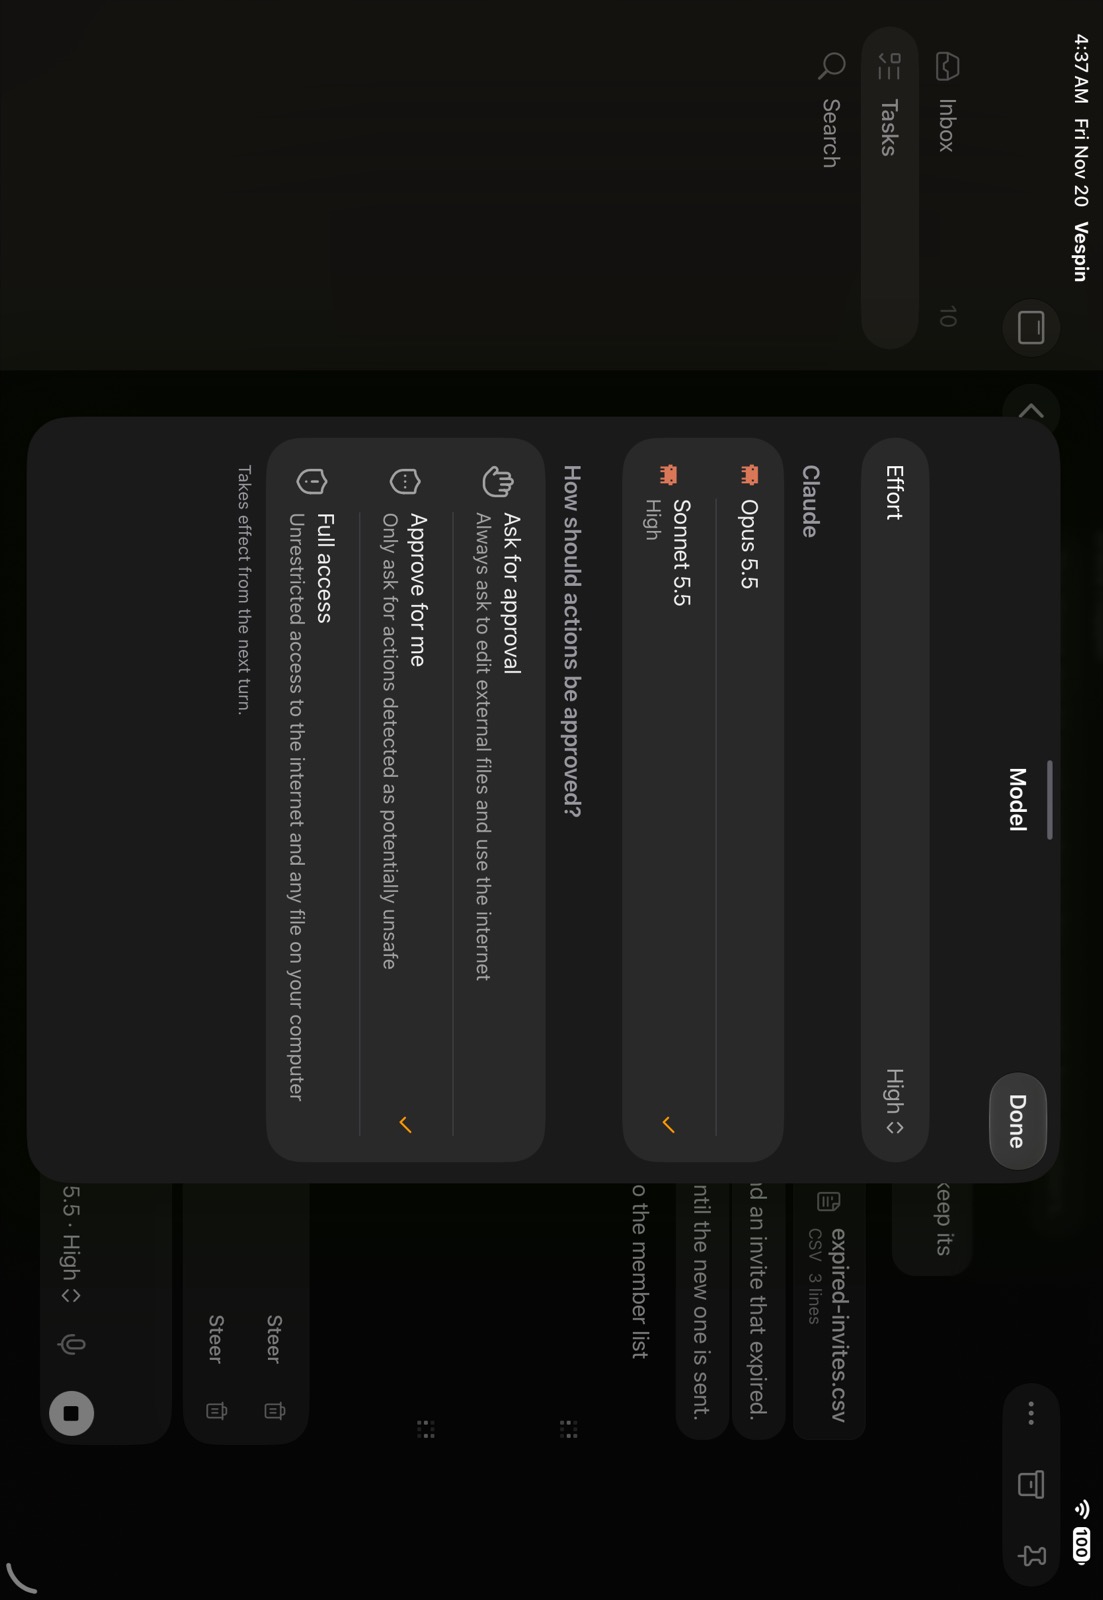 4:37 AM Fri Nov 20 Vespin
100
Inbox 10
Tasks
Search
Model
Done
Effort
High
Claude
Opus 5.5
Sonnet 5.5
High
How should actions be approved?
Ask for approval
Always ask to edit external files and use the internet
Approve for me
Only ask for actions detected as potentially unsafe
Full access
Unrestricted access to the internet and any file on your computer
Takes effect from the next turn.
keep its
expired-invites.csv
CSV 3 lines
an invite that expired.
the new one is sent.
the member list
Steer
Steer
5.5 · High